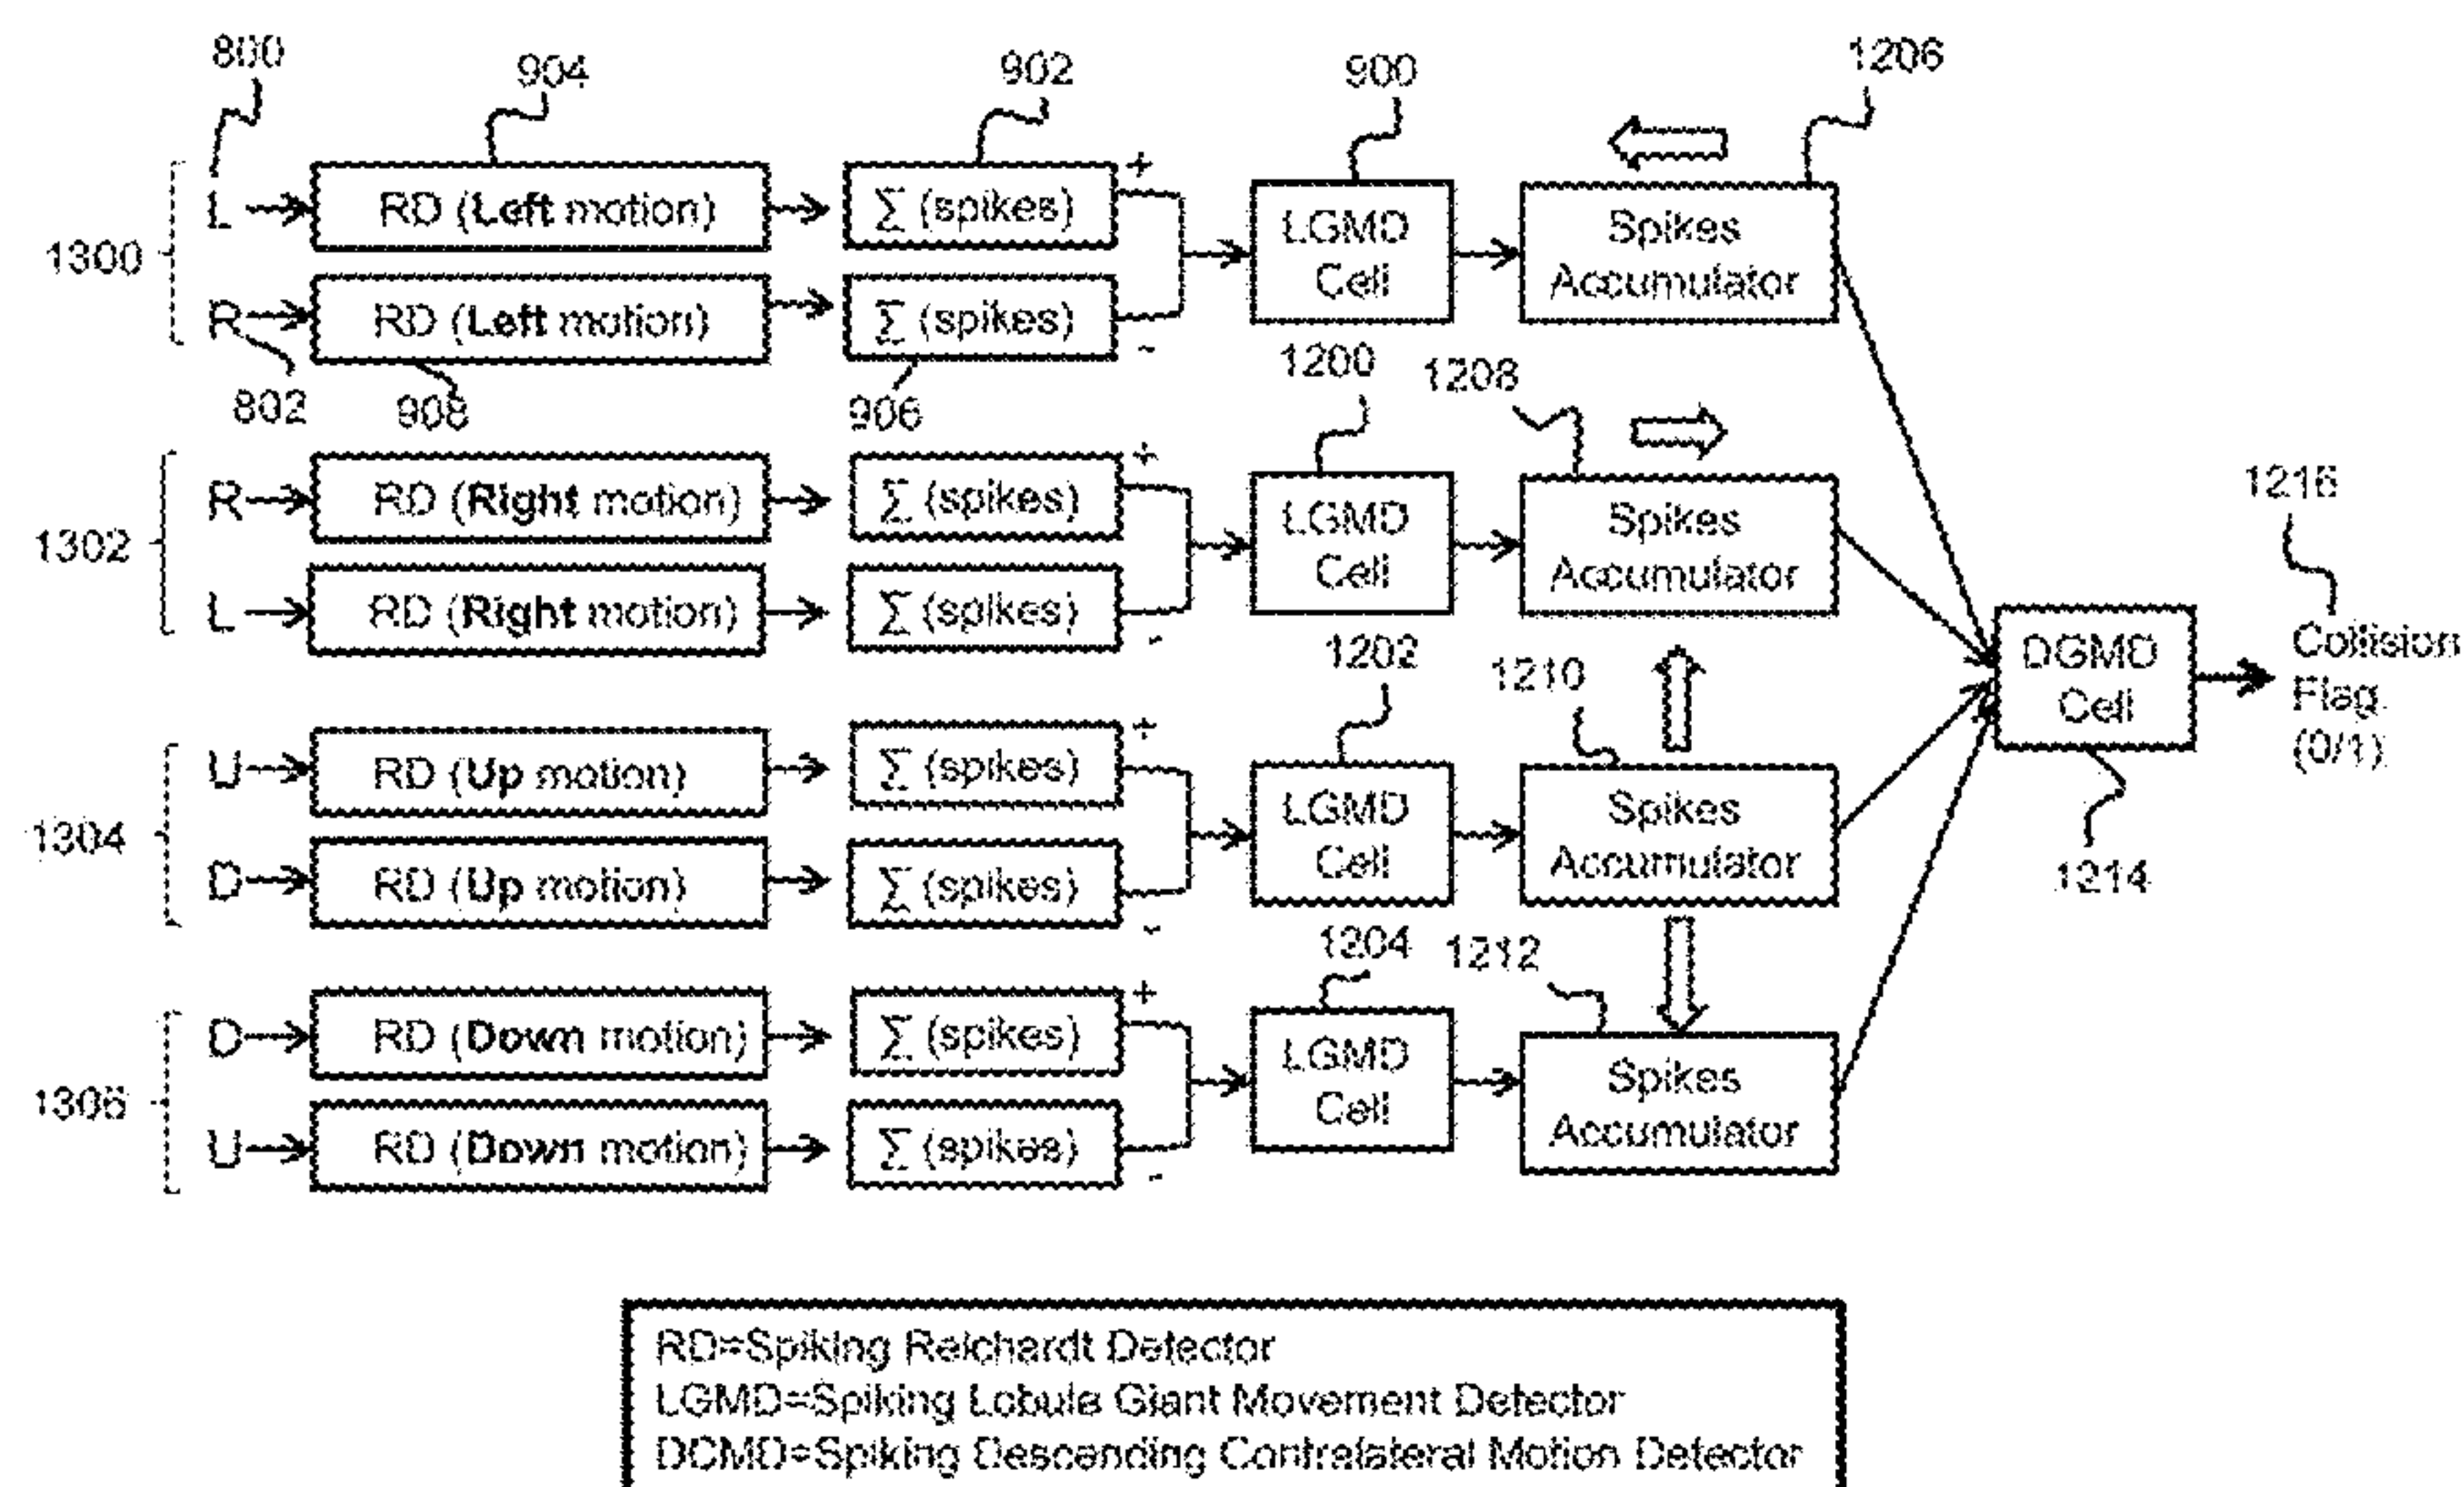 800
904
902
900
1206
L
RD (Left motion)
∑ (spikes)
+
LGMD
Cell
Spikes
Accumulator
1300
R
RD (Left motion)
∑ (spikes)
-
802
908
906
1200
1208
R
RD (Right motion)
∑ (spikes)
+
LGMD
Cell
Spikes
Accumulator
1302
L
RD (Right motion)
∑ (spikes)
-
1202
1210
1216
DGMD
Cell
Collision
Flag
(0/1)
1214
U
RD (Up motion)
∑ (spikes)
+
LGMD
Cell
Spikes
Accumulator
1304
D
RD (Up motion)
∑ (spikes)
-
1204
1212
D
RD (Down motion)
∑ (spikes)
+
LGMD
Cell
Spikes
Accumulator
1306
U
RD (Down motion)
∑ (spikes)
-
RD=Spiking Reichardt Detector
LGMD=Spiking Lobula Giant Movement Detector
DCMD=Spiking Descending Contralateral Motion Detector